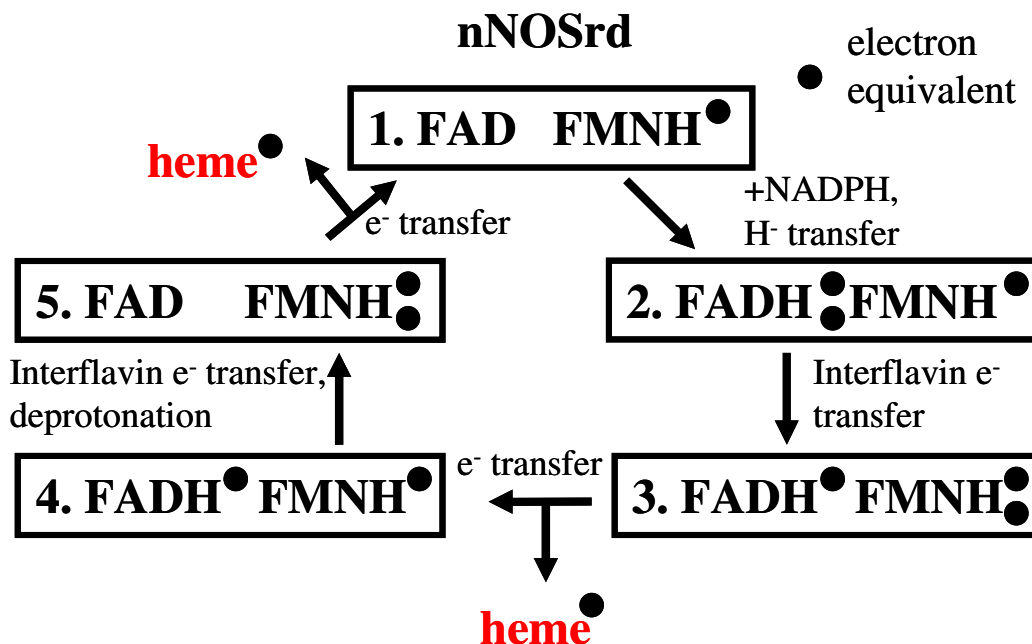 nNOSrd
electron
equivalent
1. FAD FMNH
heme
+NADPH,
H- transfer
e- transfer
5. FAD FMNH
2. FADH FMNH
Interflavin e- transfer,
deprotonation
Interflavin e-
transfer
e- transfer
4. FADH FMNH
3. FADH FMNH
heme